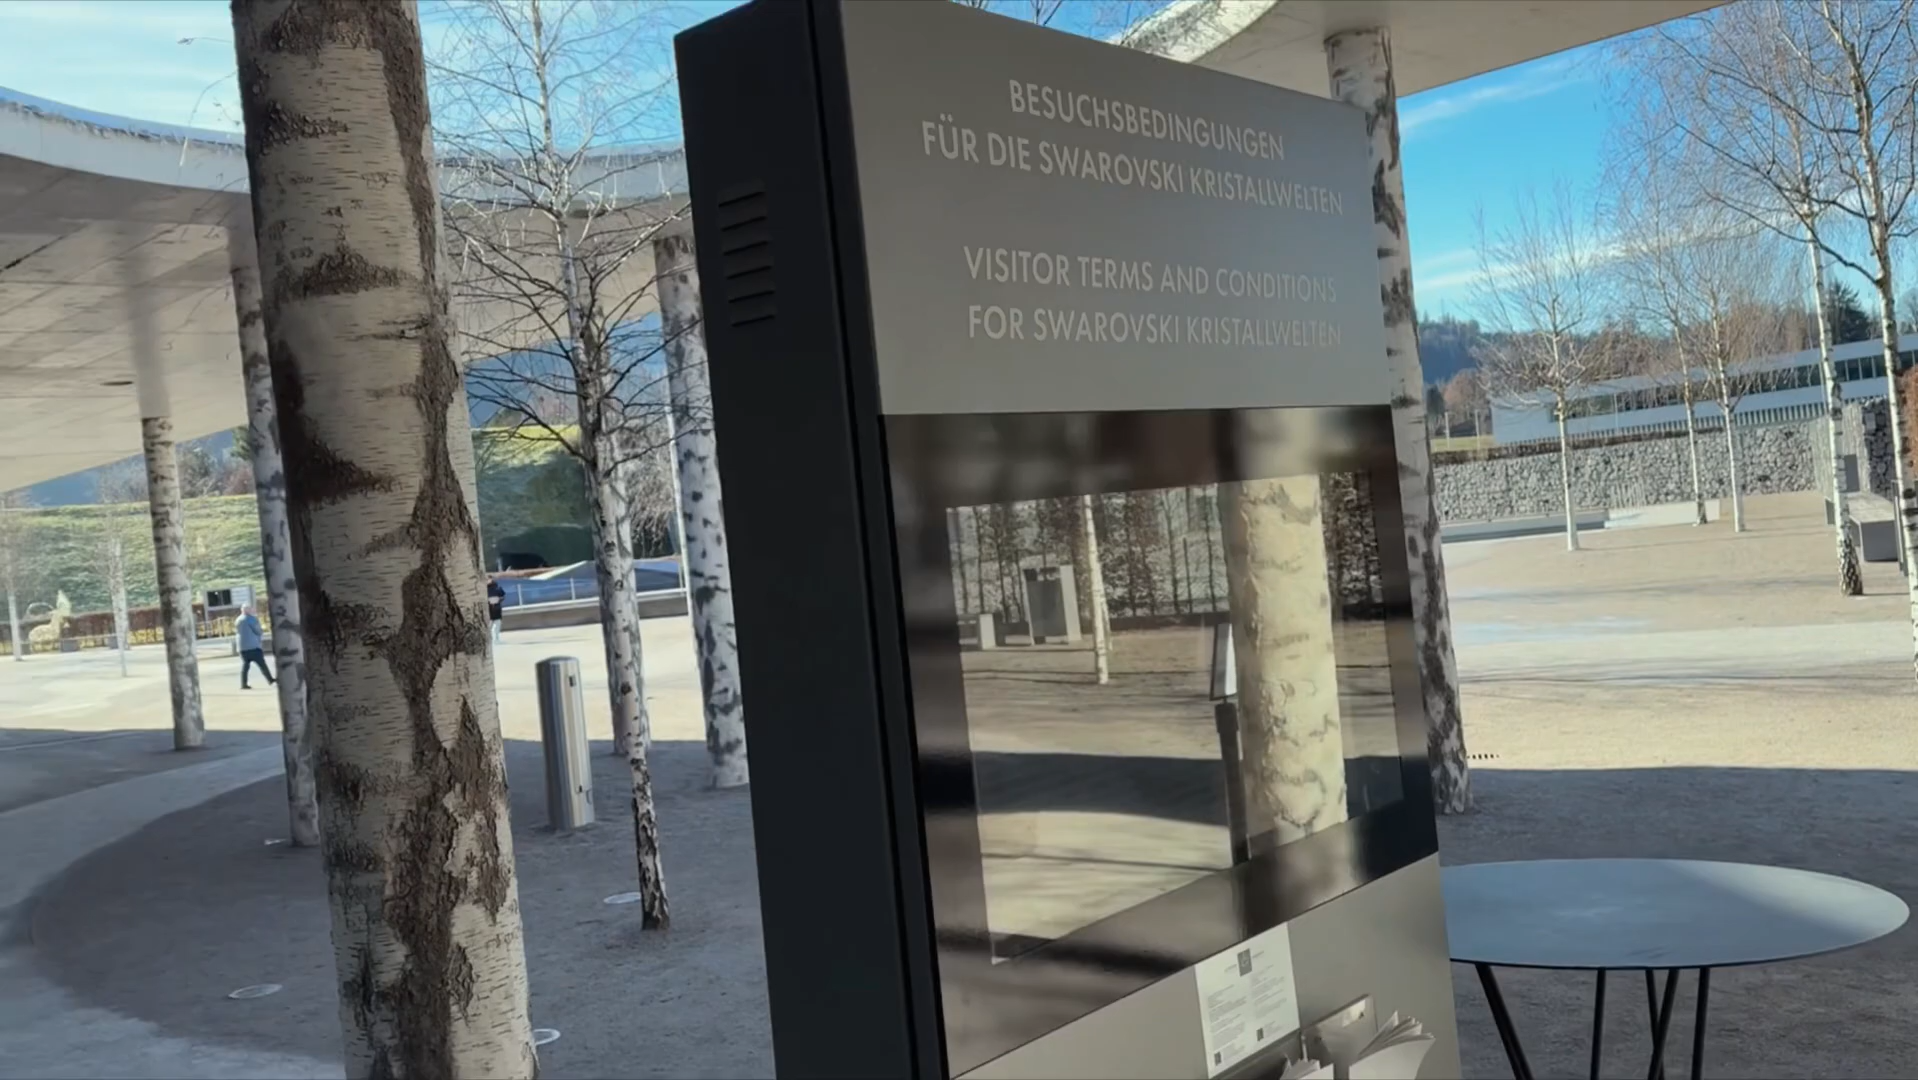 BESUCHSBEDINGUNGEN
FÜR DIE SWAROVSKI KRISTALLWELTEN
VISITOR TERMS AND CONDITIONS
FOR SWAROVSKI KRISTALLWELTEN